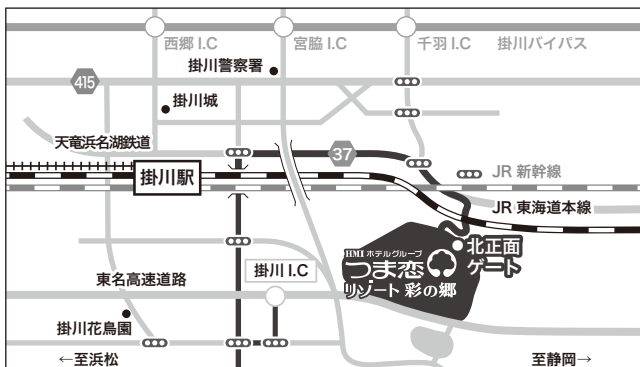 西郷 I.C
宮脇 I.C
千羽 I.C
掛川バイパス
掛川警察署
415
掛川城
天竜浜名湖鉄道
37
掛川駅
JR 新幹線
JR 東海道本線
北正面
ゲート
HMI ホテルグループ
つま恋
リゾート 彩の郷
掛川 I.C
東名高速道路
掛川花鳥園
←至浜松
至静岡→